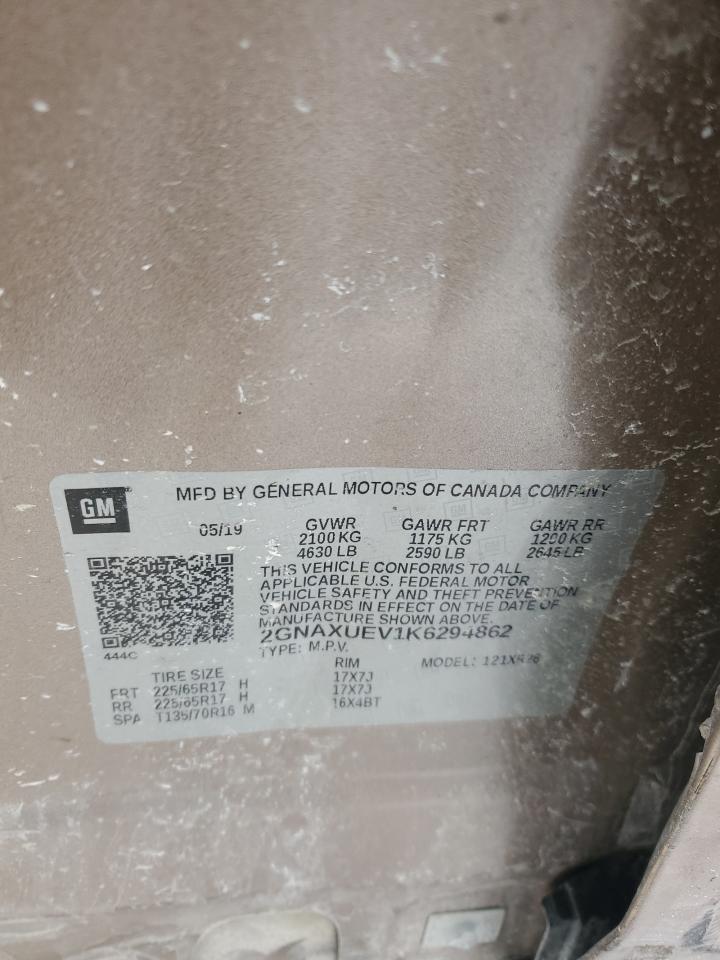 GM
MFD BY GENERAL MOTORS OF CANADA COMPANY
05/19 GVWR GAWR FRT GAWR RR
2100 KG 1175 KG 1200 KG
4630 LB 2590 LB 2645 LB
THIS VEHICLE CONFORMS TO ALL
APPLICABLE U.S. FEDERAL MOTOR
VEHICLE SAFETY AND THEFT PREVENTION
STANDARDS IN EFFECT ON THE DATE OF
MANUFACTURE SHOWN ABOVE.
2GNAXUEV1K6294862
444C
TYPE: M.P.V. MODEL: 
TIRE SIZE RIM
FRT 225/65R17 H 17X7J
RR 225/65R17 H 17X7J
SPA T135/70R16 M 16X4BT